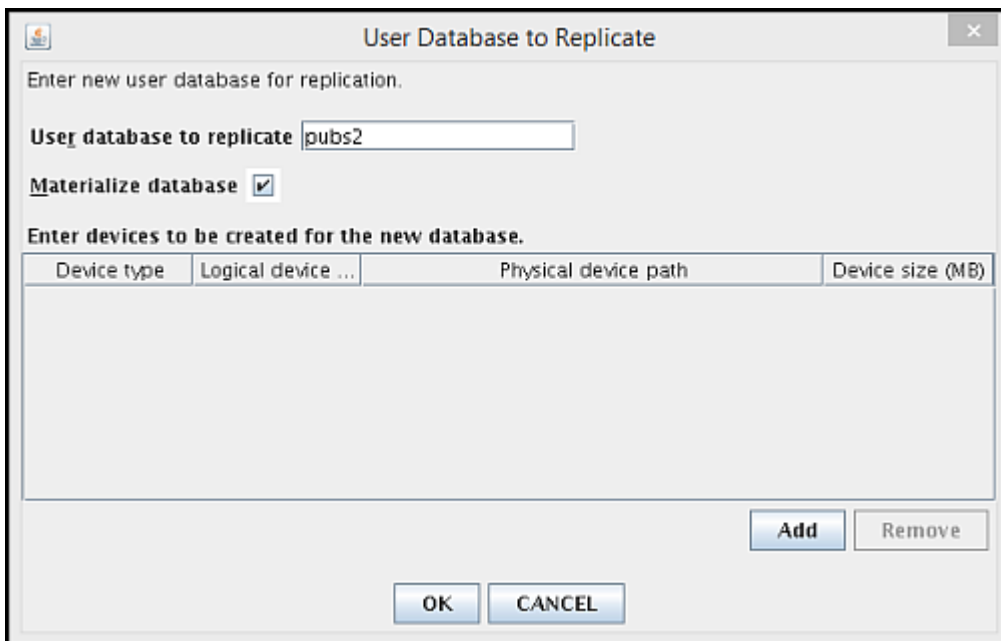 User Database to Replicate
Enter new user database for replication.
User database to replicate pubs2
Materialize database
Enter devices to be created for the new database.
Device type Logical device ... Physical device path Device size (MB)
Add Remove
OK CANCEL